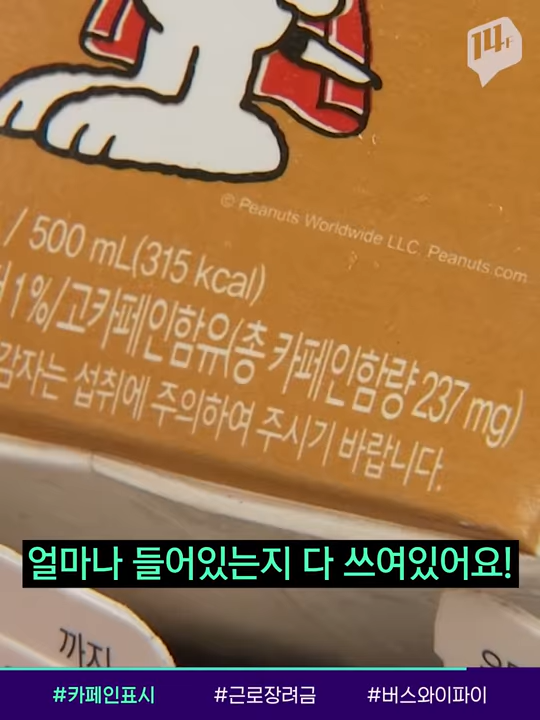 14F
© Peanuts Worldwide LLC. Peanuts.com
/ 500 mL(315 kcal)
1%/고카페인함유(총 카페인함량 237 mg)
감자는 섭취에 주의하여 주시기 바랍니다.
얼마나 들어있는지 다 쓰여있어요!
까지
#카페인표시 #근로장려금 #버스와이파이